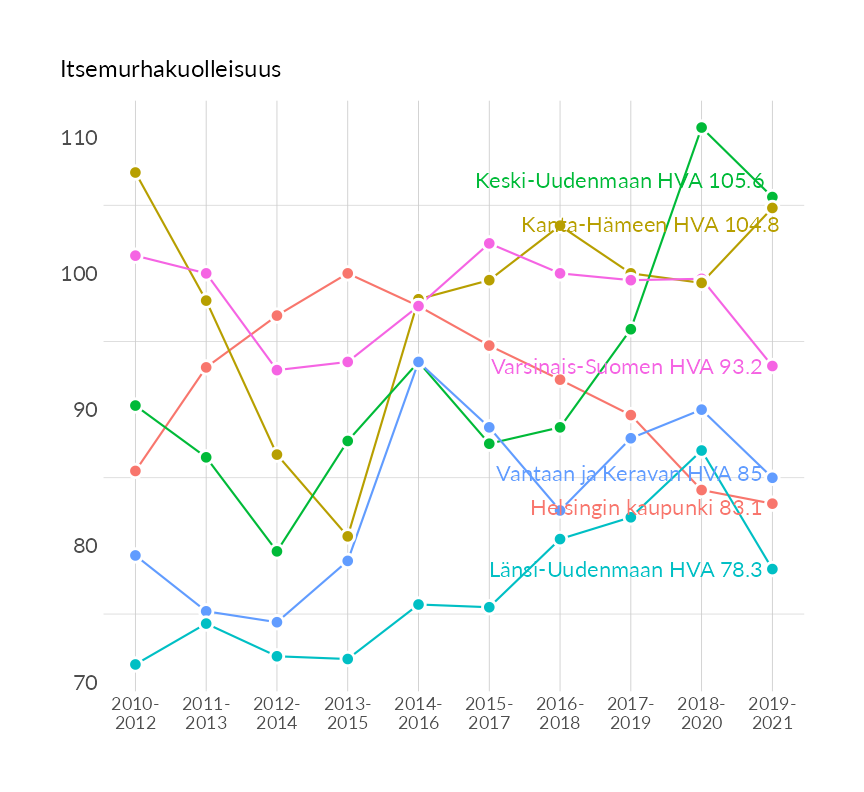 Itsemurhakuolleisuus
110
Keski-Uudenmaan HVA 105.6
Kanta-Hämeen HVA 104.8
100
Varsinais-Suomen HVA 93.2
90
Vantaan ja Keravan HVA 85
Helsingin kaupunki 83.1
80
Länsi-Uudenmaan HVA 78.3
70
2010- 2011- 2012- 2013- 2014- 2015- 2016- 2017- 2018- 2019-
2012 2013 2014 2015 2016 2017 2018 2019 2020 2021